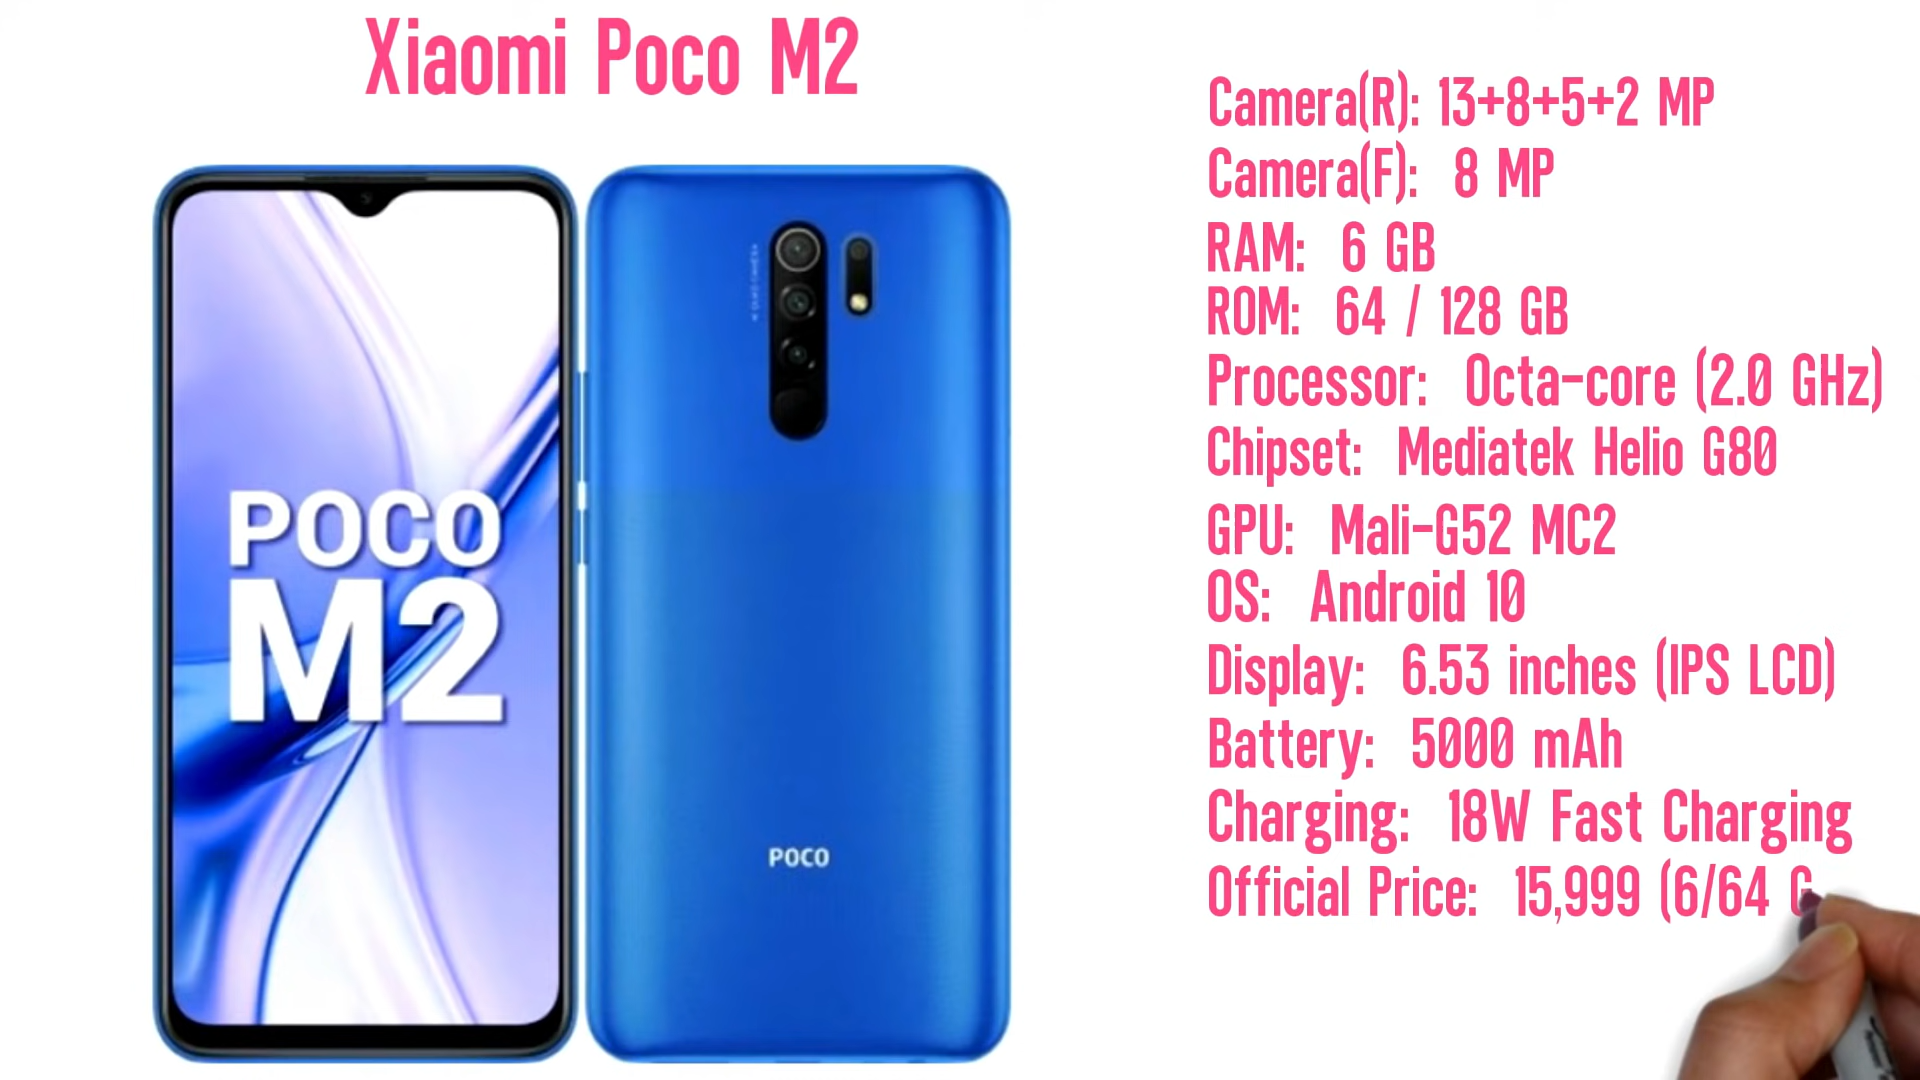 Xiaomi Poco M2
Camera(R): 13+8+5+2 MP
Camera(F): 8 MP
RAM: 6 GB
ROM: 64 / 128 GB
Processor: Octa-core (2.0 GHz)
Chipset: Mediatek Helio G80
GPU: Mali-G52 MC2
OS: Android 10
Display: 6.53 inches (IPS LCD)
Battery: 5000 mAh
Charging: 18W Fast Charging
Official Price: 15,999 (6/64 G
POCO
M2
POCO